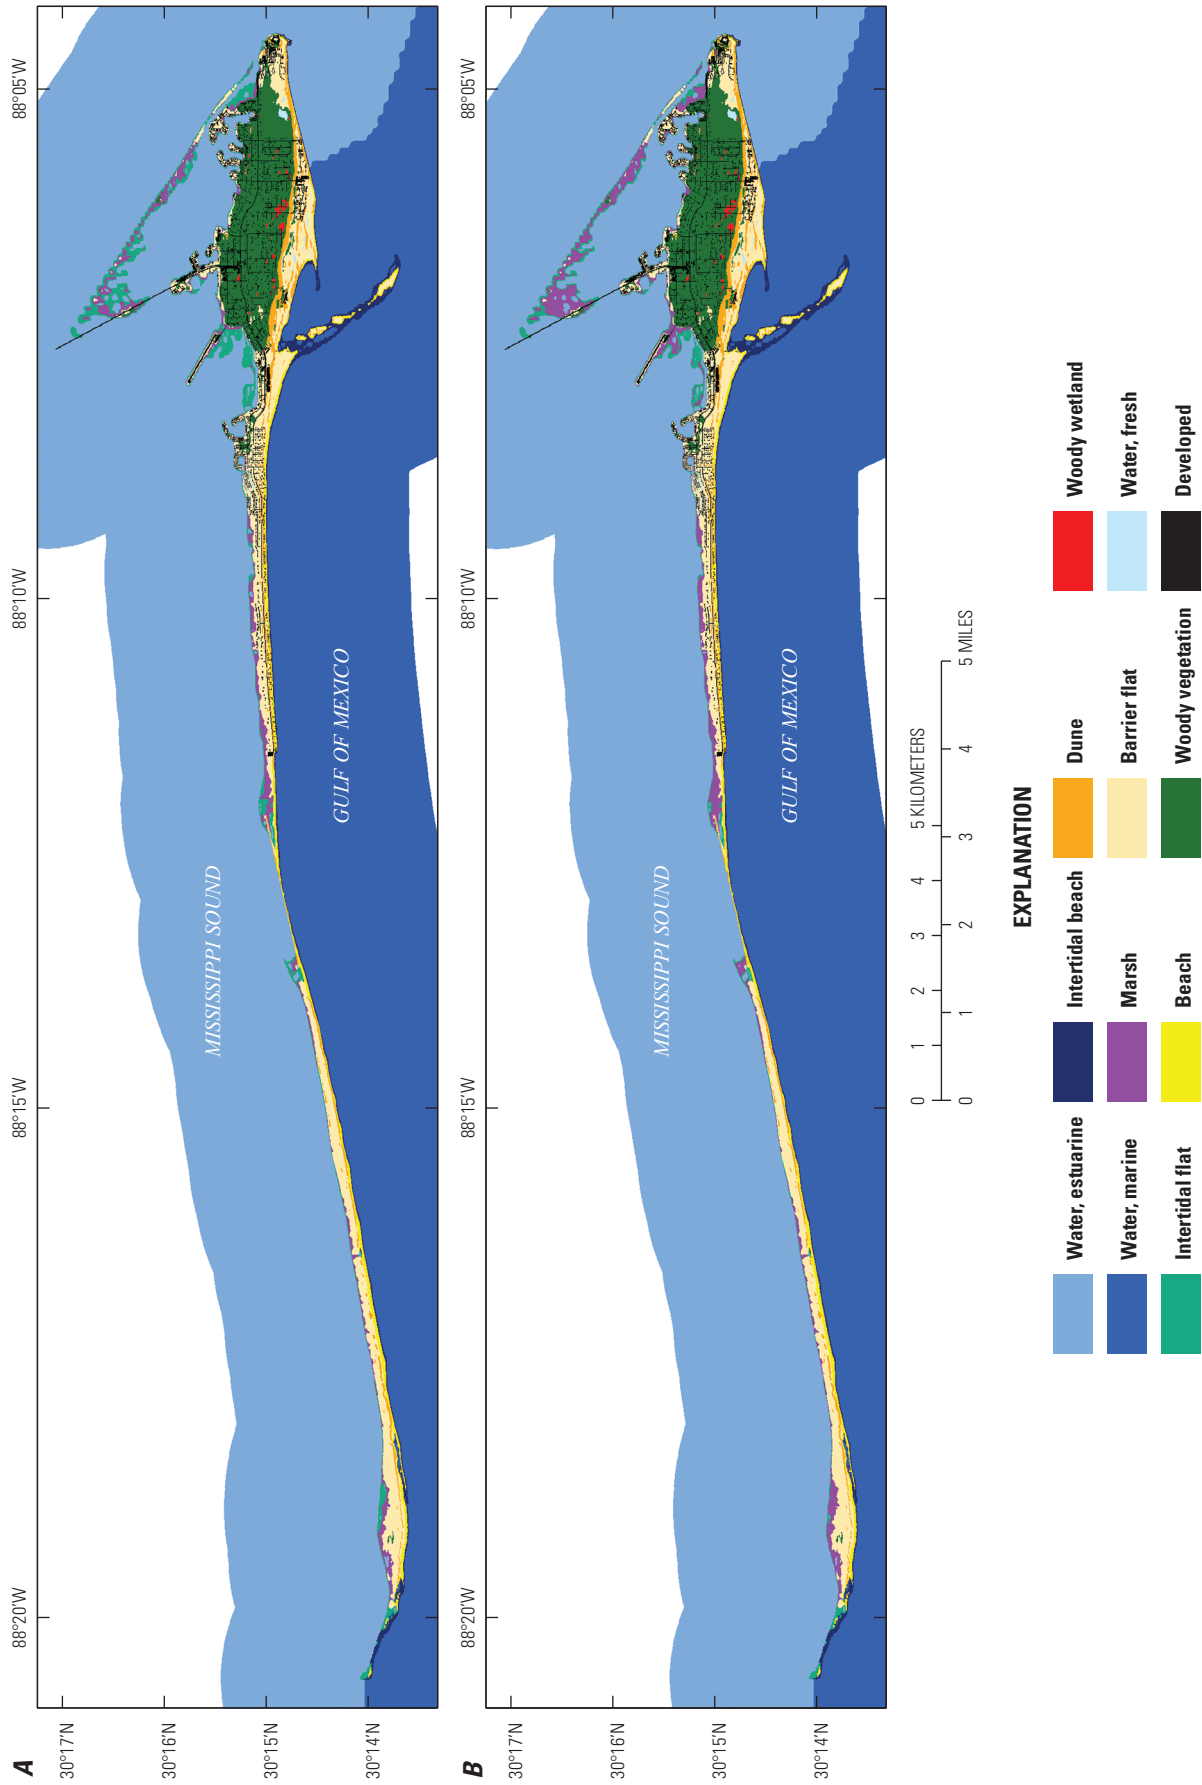 A
88°20'W
88°15'W
88°10'W
88°05'W
30°17'N
30°16'N
30°15'N
30°14'N
MISSISSIPPI SOUND
GULF OF MEXICO
B
88°20'W
88°15'W
88°10'W
88°05'W
30°17'N
30°16'N
30°15'N
30°14'N
MISSISSIPPI SOUND
GULF OF MEXICO
0 1 2 3 4 5 KILOMETERS
0 1 2 3 4 5 MILES
EXPLANATION
Water, estuarine
Water, marine
Intertidal flat
Intertidal beach
Marsh
Beach
Dune
Barrier flat
Woody vegetation
Woody wetland
Water, fresh
Developed